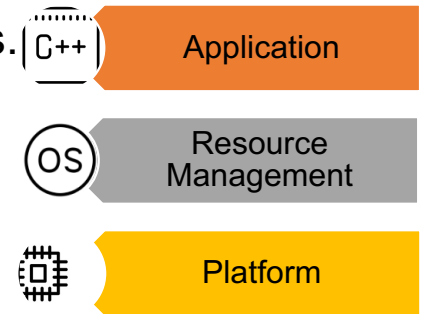 s.
C++
Application
OS
Resource
Management
Platform